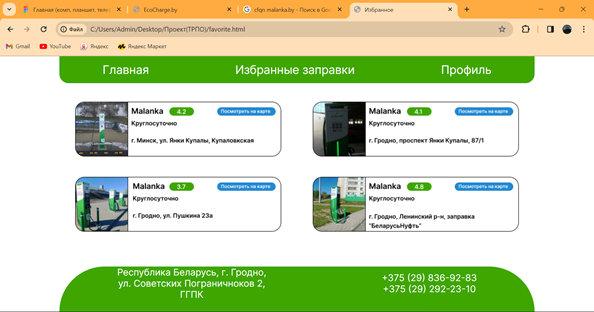 Главная (комп, планшет, теле
EcoCharge.by
сfqn malanka.by - Поиск в Goo
Избранное
Файл
C:/Users/Admin/Desktop/Проект(ТРПО)/favorite.html
Gmail
YouTube
Яндекс
Яндекс Маркет
Главная
Избранные заправки
Профиль
Malanka 4.2 Посмотреть на карте
Круглосуточно
г. Минск, ул. Янки Купалы, Купаловская
Malanka 4.1 Посмотреть на карте
Круглосуточно
г. Гродно, проспект Янки Купалы, 87/1
Malanka 3.7 Посмотреть на карте
Круглосуточно
г. Гродно, ул. Пушкина 23а
Malanka 4.8 Посмотреть на карте
Круглосуточно
г. Гродно, Ленинский р-н, заправка
"БеларусьНуфть"
Республика Беларусь, г. Гродно,
ул. Советских Пограничноков 2,
ГГПК
+375 (29) 836-92-83
+375 (29) 292-23-10